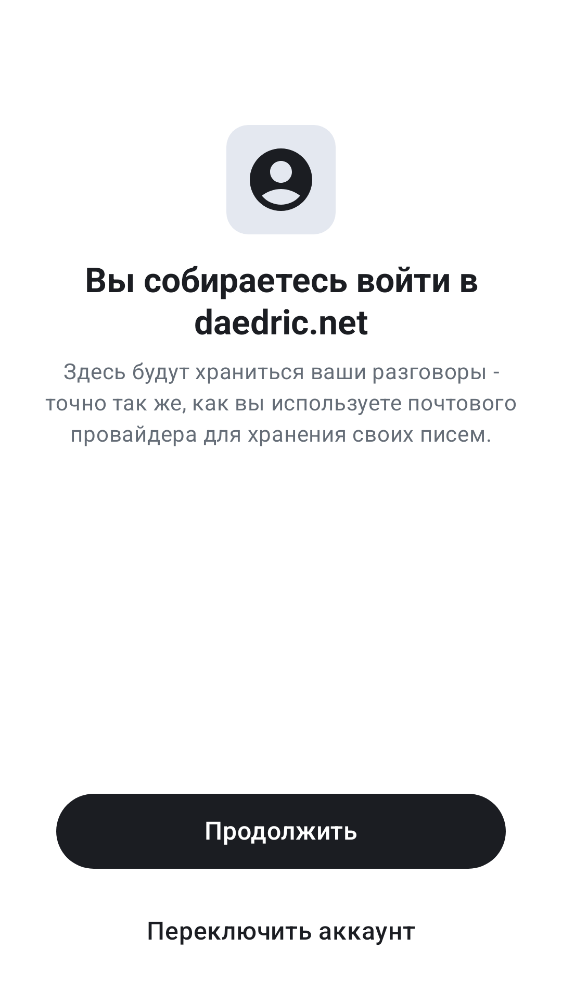 Вы собираетесь войти в
daedric.net
Здесь будут храниться ваши разговоры -
точно так же, как вы используете почтового
провайдера для хранения своих писем.
Продолжить
Переключить аккаунт